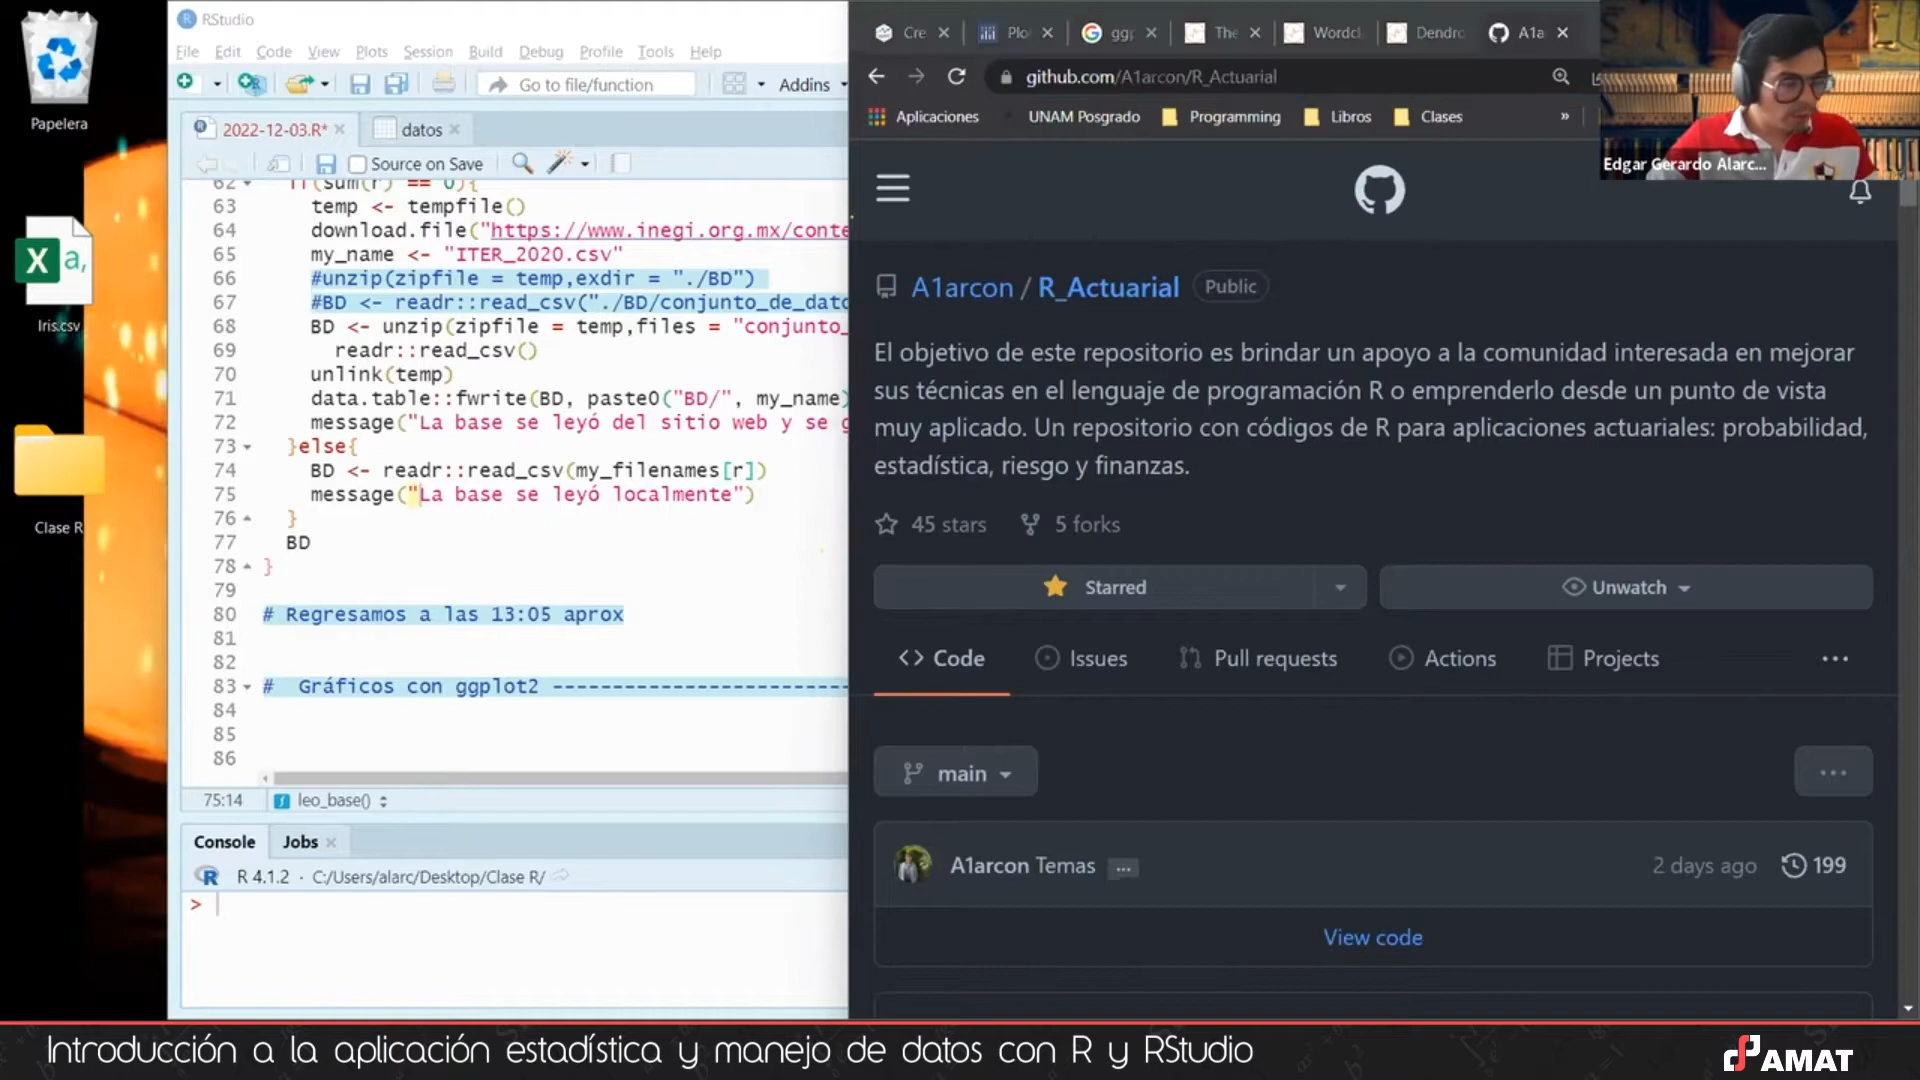 Papelera
Iris.csv
Clase R
RStudio
File Edit Code View Plots Session Build Debug Profile Tools Help
Go to file/function
Addins
2022-12-03.R*
datos
Source on Save
62 if(sum(r) == 0){
63 temp <- tempfile()
64 download.file("https://www.inegi.org.mx/conte
65 my_name <- "ITER_2020.csv"
66 #unzip(zipfile = temp,exdir = "./BD")
67 #BD <- readr::read_csv("./BD/conjunto_de_dato
68 BD <- unzip(zipfile = temp,files = "conjunto_
69 readr::read_csv()
70 unlink(temp)
71 data.table::fwrite(BD, paste0("BD/", my_name)
72 message("La base se leyó del sitio web y se g
73 }else{
74 BD <- readr::read_csv(my_filenames[r])
75 message("La base se leyó localmente")
76 }
77 BD
78 }
79
80 # Regresamos a las 13:05 aprox
81
82
83 # Gráficos con ggplot2 -------------------------
84
85
86
75:14 leo_base()
Console Jobs
R 4.1.2 · C:/Users/alarc/Desktop/Clase R/
>
Cre
Plo
ggp
The
Wordcl
Dendro
A1a
github.com/A1arcon/R_Actuarial
Aplicaciones UNAM Posgrado Programming Libros Clases »
Edgar Gerardo Alarc...
A1arcon / R_Actuarial Public
El objetivo de este repositorio es brindar un apoyo a la comunidad interesada en mejorar
sus técnicas en el lenguaje de programación R o emprenderlo desde un punto de vista
muy aplicado. Un repositorio con códigos de R para aplicaciones actuariales: probabilidad,
estadística, riesgo y finanzas.
45 stars 5 forks
Starred
Unwatch
Code Issues Pull requests Actions Projects ...
main
...
A1arcon Temas ... 2 days ago 199
View code
Introducción a la aplicación estadística y manejo de datos con R y RStudio
AMAT